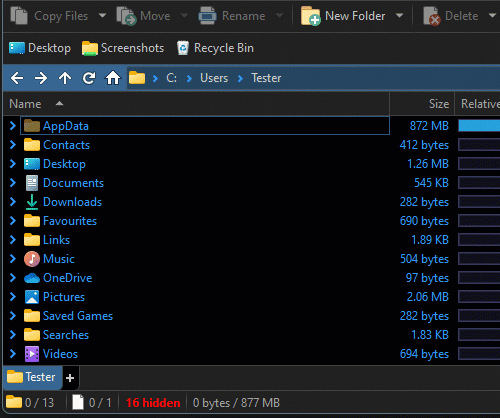 Copy Files Move Rename New Folder Delete
Desktop Screenshots Recycle Bin
C: Users Tester
Name Size Relative
AppData 872 MB
Contacts 412 bytes
Desktop 1.26 MB
Documents 545 KB
Downloads 282 bytes
Favourites 690 bytes
Links 1.89 KB
Music 504 bytes
OneDrive 97 bytes
Pictures 2.06 MB
Saved Games 282 bytes
Searches 1.83 KB
Videos 694 bytes
Tester +
0 / 13 0 / 1 16 hidden 0 bytes / 877 MB